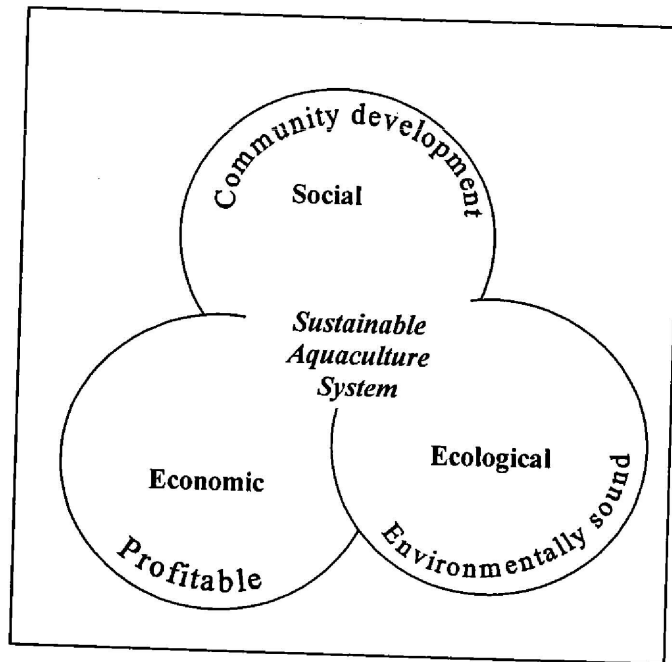 Community development
Social
Sustainable
Aquaculture
System
Economic
Ecological
Profitable
Environmentally sound